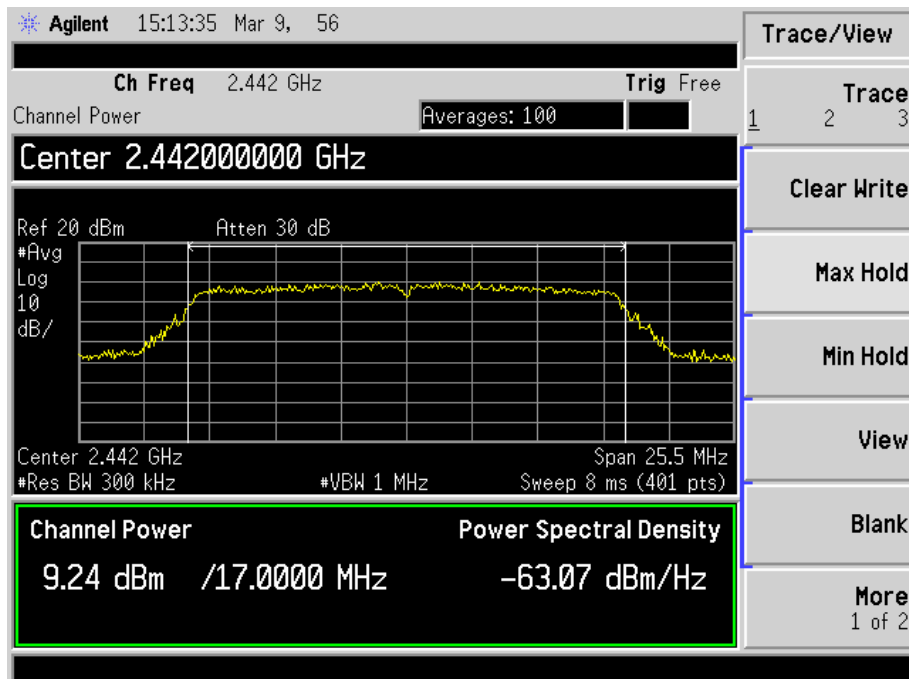 Agilent 15:13:35 Mar 9, 56
Trace/View
Ch Freq 2.442 GHz Trig Free
Channel Power Averages: 100
Trace
1 2 3
Center 2.442000000 GHz
Clear Write
Ref 20 dBm Atten 30 dB
#Avg
Log
10
dB/
Max Hold
Min Hold
View
Center 2.442 GHz Span 25.5 MHz
#Res BW 300 kHz #VBW 1 MHz Sweep 8 ms (401 pts)
Channel Power Power Spectral Density
Blank
9.24 dBm /17.0000 MHz -63.07 dBm/Hz
More
1 of 2